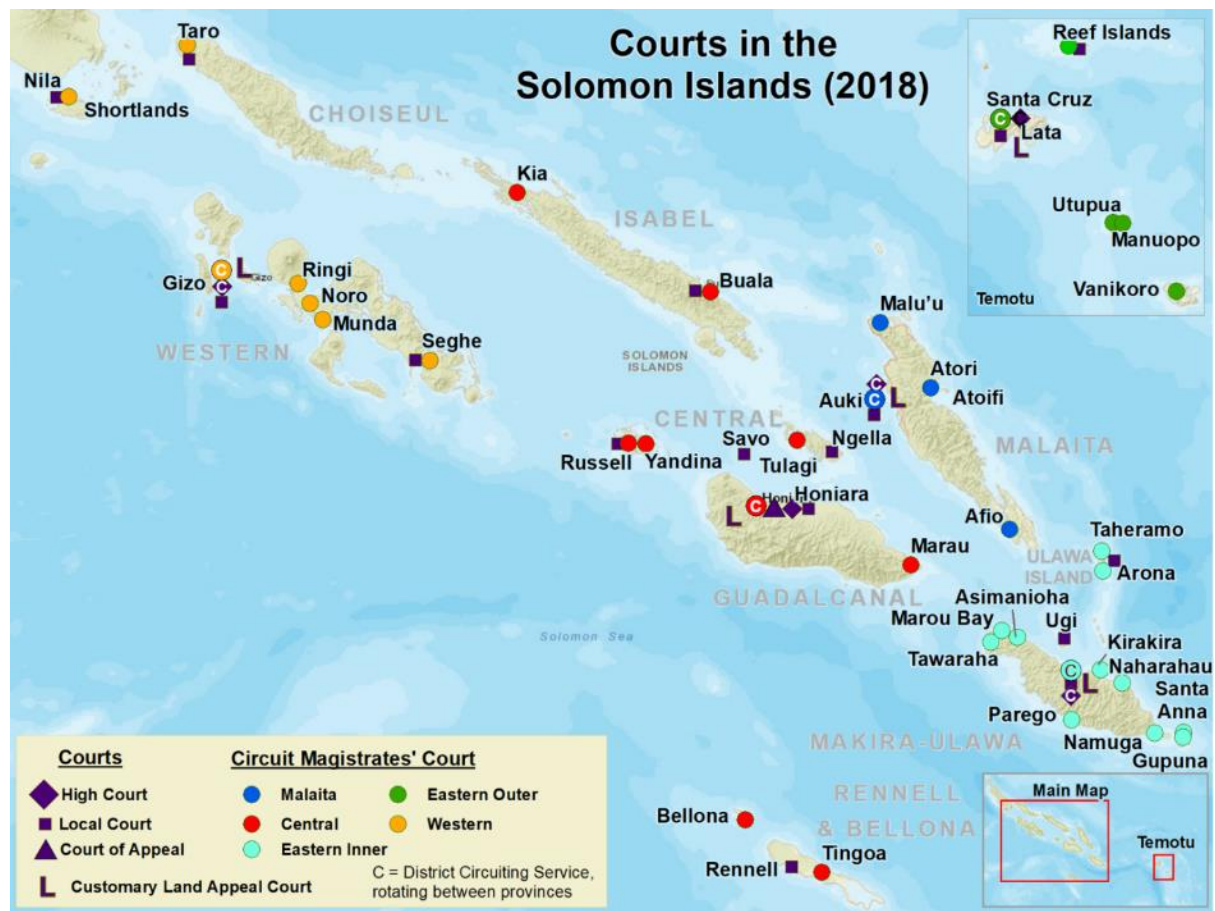 Courts in the
Solomon Islands (2018)
Taro
Nila
Shortlands
CHOISEUL
Kia
ISABEL
Reef Islands
Santa Cruz
C
Lata
L
Utupua
Manuopo
Vanikoro
Temotu
Gizo
C
C
L
Gizo
Ringi
Noro
Munda
Seghe
WESTERN
Buala
SOLOMON
ISLANDS
Malu'u
Atori
Atoifi
Auki
C
C
L
MALAITA
CENTRAL
Savo
Ngella
Tulagi
Russell
Yandina
Honiara
C
L
Marau
GUADALCANAL
Afio
Taheramo
ULAWA
ISLAND
Arona
Asimanioha
Marou Bay
Ugi
Kirakira
Tawaraha
Naharahau
C
C
L
Santa
Anna
Parego
Namuga
Gupuna
MAKIRA-ULAWA
Solomon Sea
RENNELL
& BELLONA
Bellona
Rennell
Tingoa
Courts
High Court
Local Court
Court of Appeal
L Customary Land Appeal Court
Circuit Magistrates' Court
Malaita
Central
Eastern Inner
Eastern Outer
Western
C = District Circuiting Service,
rotating between provinces
Main Map
Temotu